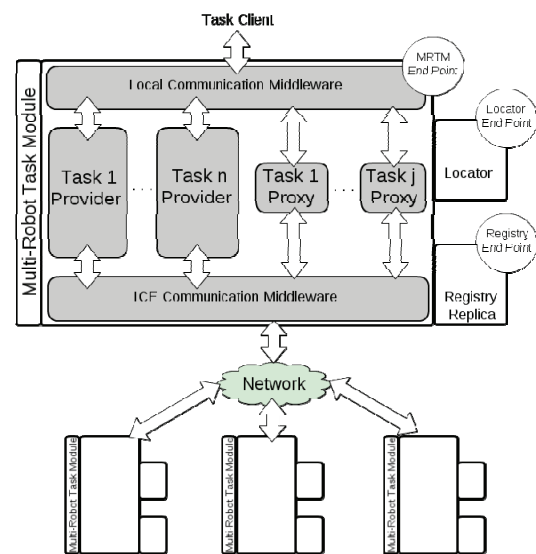 Task Client
MRTM
End Point
Local Communication Middleware
Multi-Robot Task Module
Task 1
Provider
....
Task n
Provider
Task 1
Proxy
....
Task j
Proxy
Locator
End Point
Locator
Registry
End Point
Registry
Replica
ICE Communication Middleware
Network
Multi-Robot Task Module
Multi-Robot Task Module
Multi-Robot Task Module